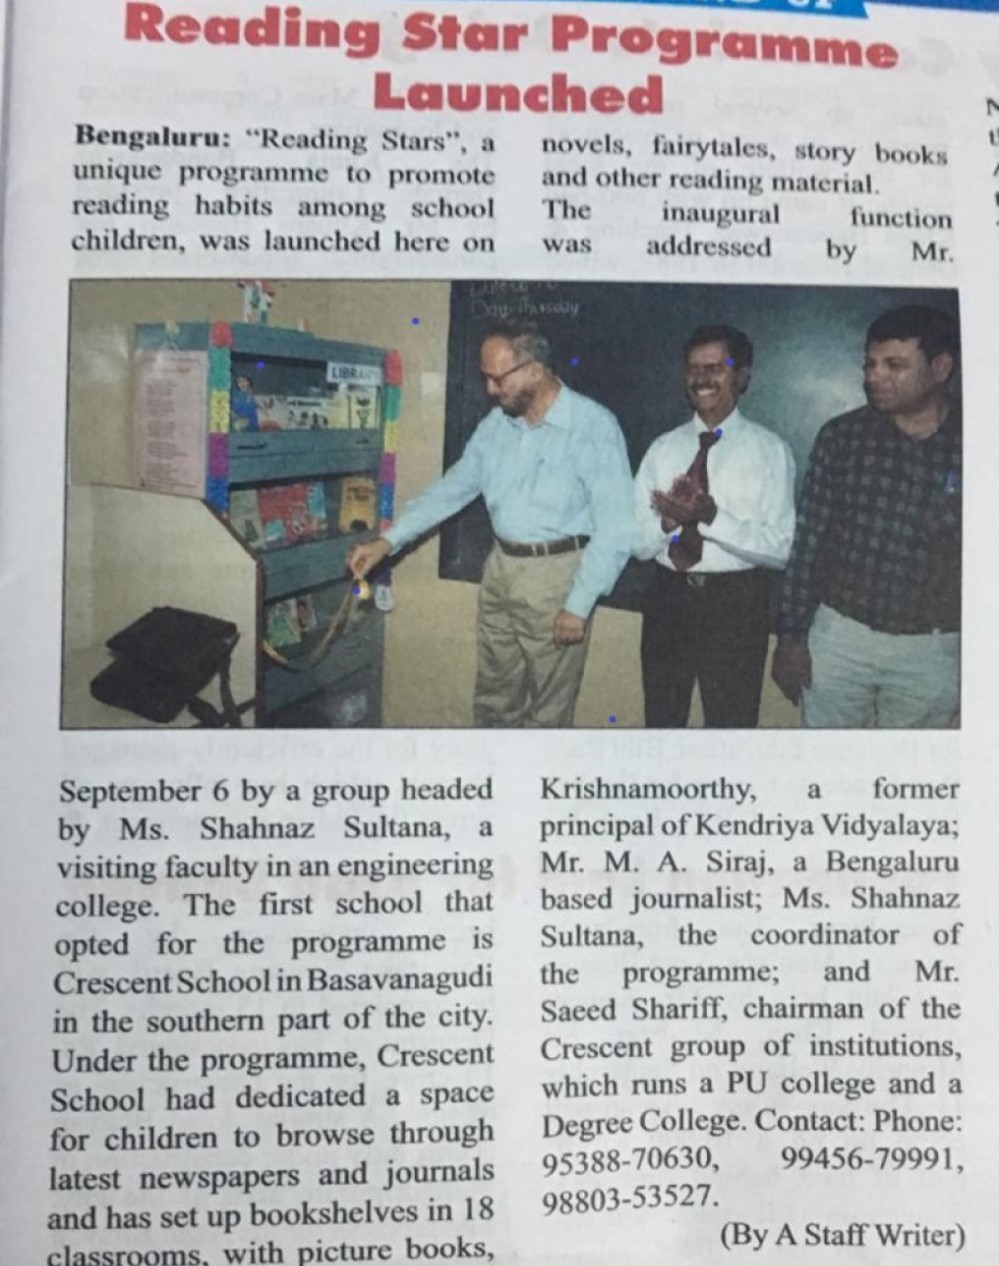 Reading Star Programme
Launched
Bengaluru: “Reading Stars”, a
unique programme to promote
reading habits among school
children, was launched here on
September 6 by a group headed
by Ms. Shahnaz Sultana, a
visiting faculty in an engineering
college. The first school that
opted for the programme is
Crescent School in Basavanagudi
in the southern part of the city.
Under the programme, Crescent
School had dedicated a space
for children to browse through
latest newspapers and journals
and has set up bookshelves in 18
classrooms, with picture books,
novels, fairytales, story books
and other reading material.
The inaugural function
was addressed by Mr.
Krishnamoorthy, a former
principal of Kendriya Vidyalaya;
Mr. M. A. Siraj, a Bengaluru
based journalist; Ms. Shahnaz
Sultana, the coordinator of
the programme; and Mr.
Saeed Shariff, chairman of the
Crescent group of institutions,
which runs a PU college and a
Degree College. Contact: Phone:
95388-70630, 99456-79991,
98803-53527.
(By A Staff Writer)
Day-Thursday